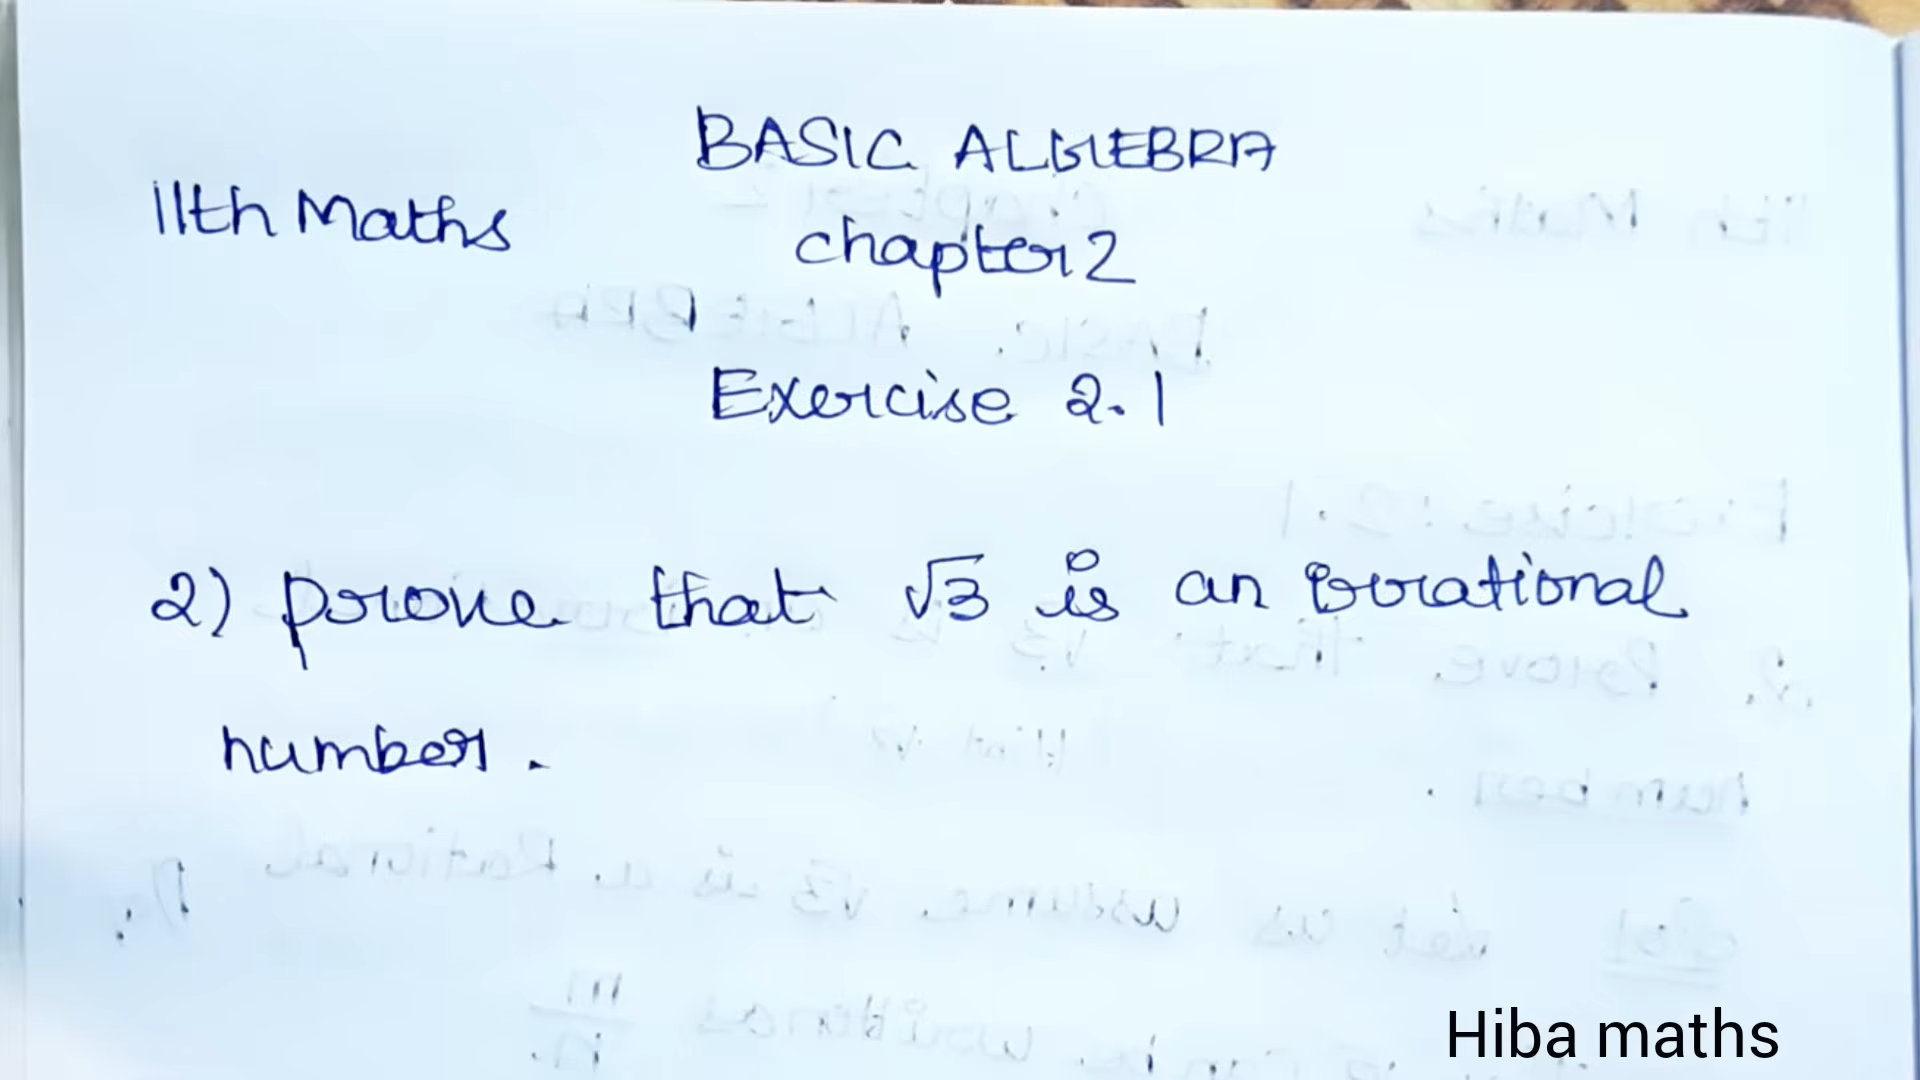 BASIC ALGEBRA
11th Maths
chapter 2
Exercise 2.1
2) prove that √3 is an irrational
number.
Hiba maths